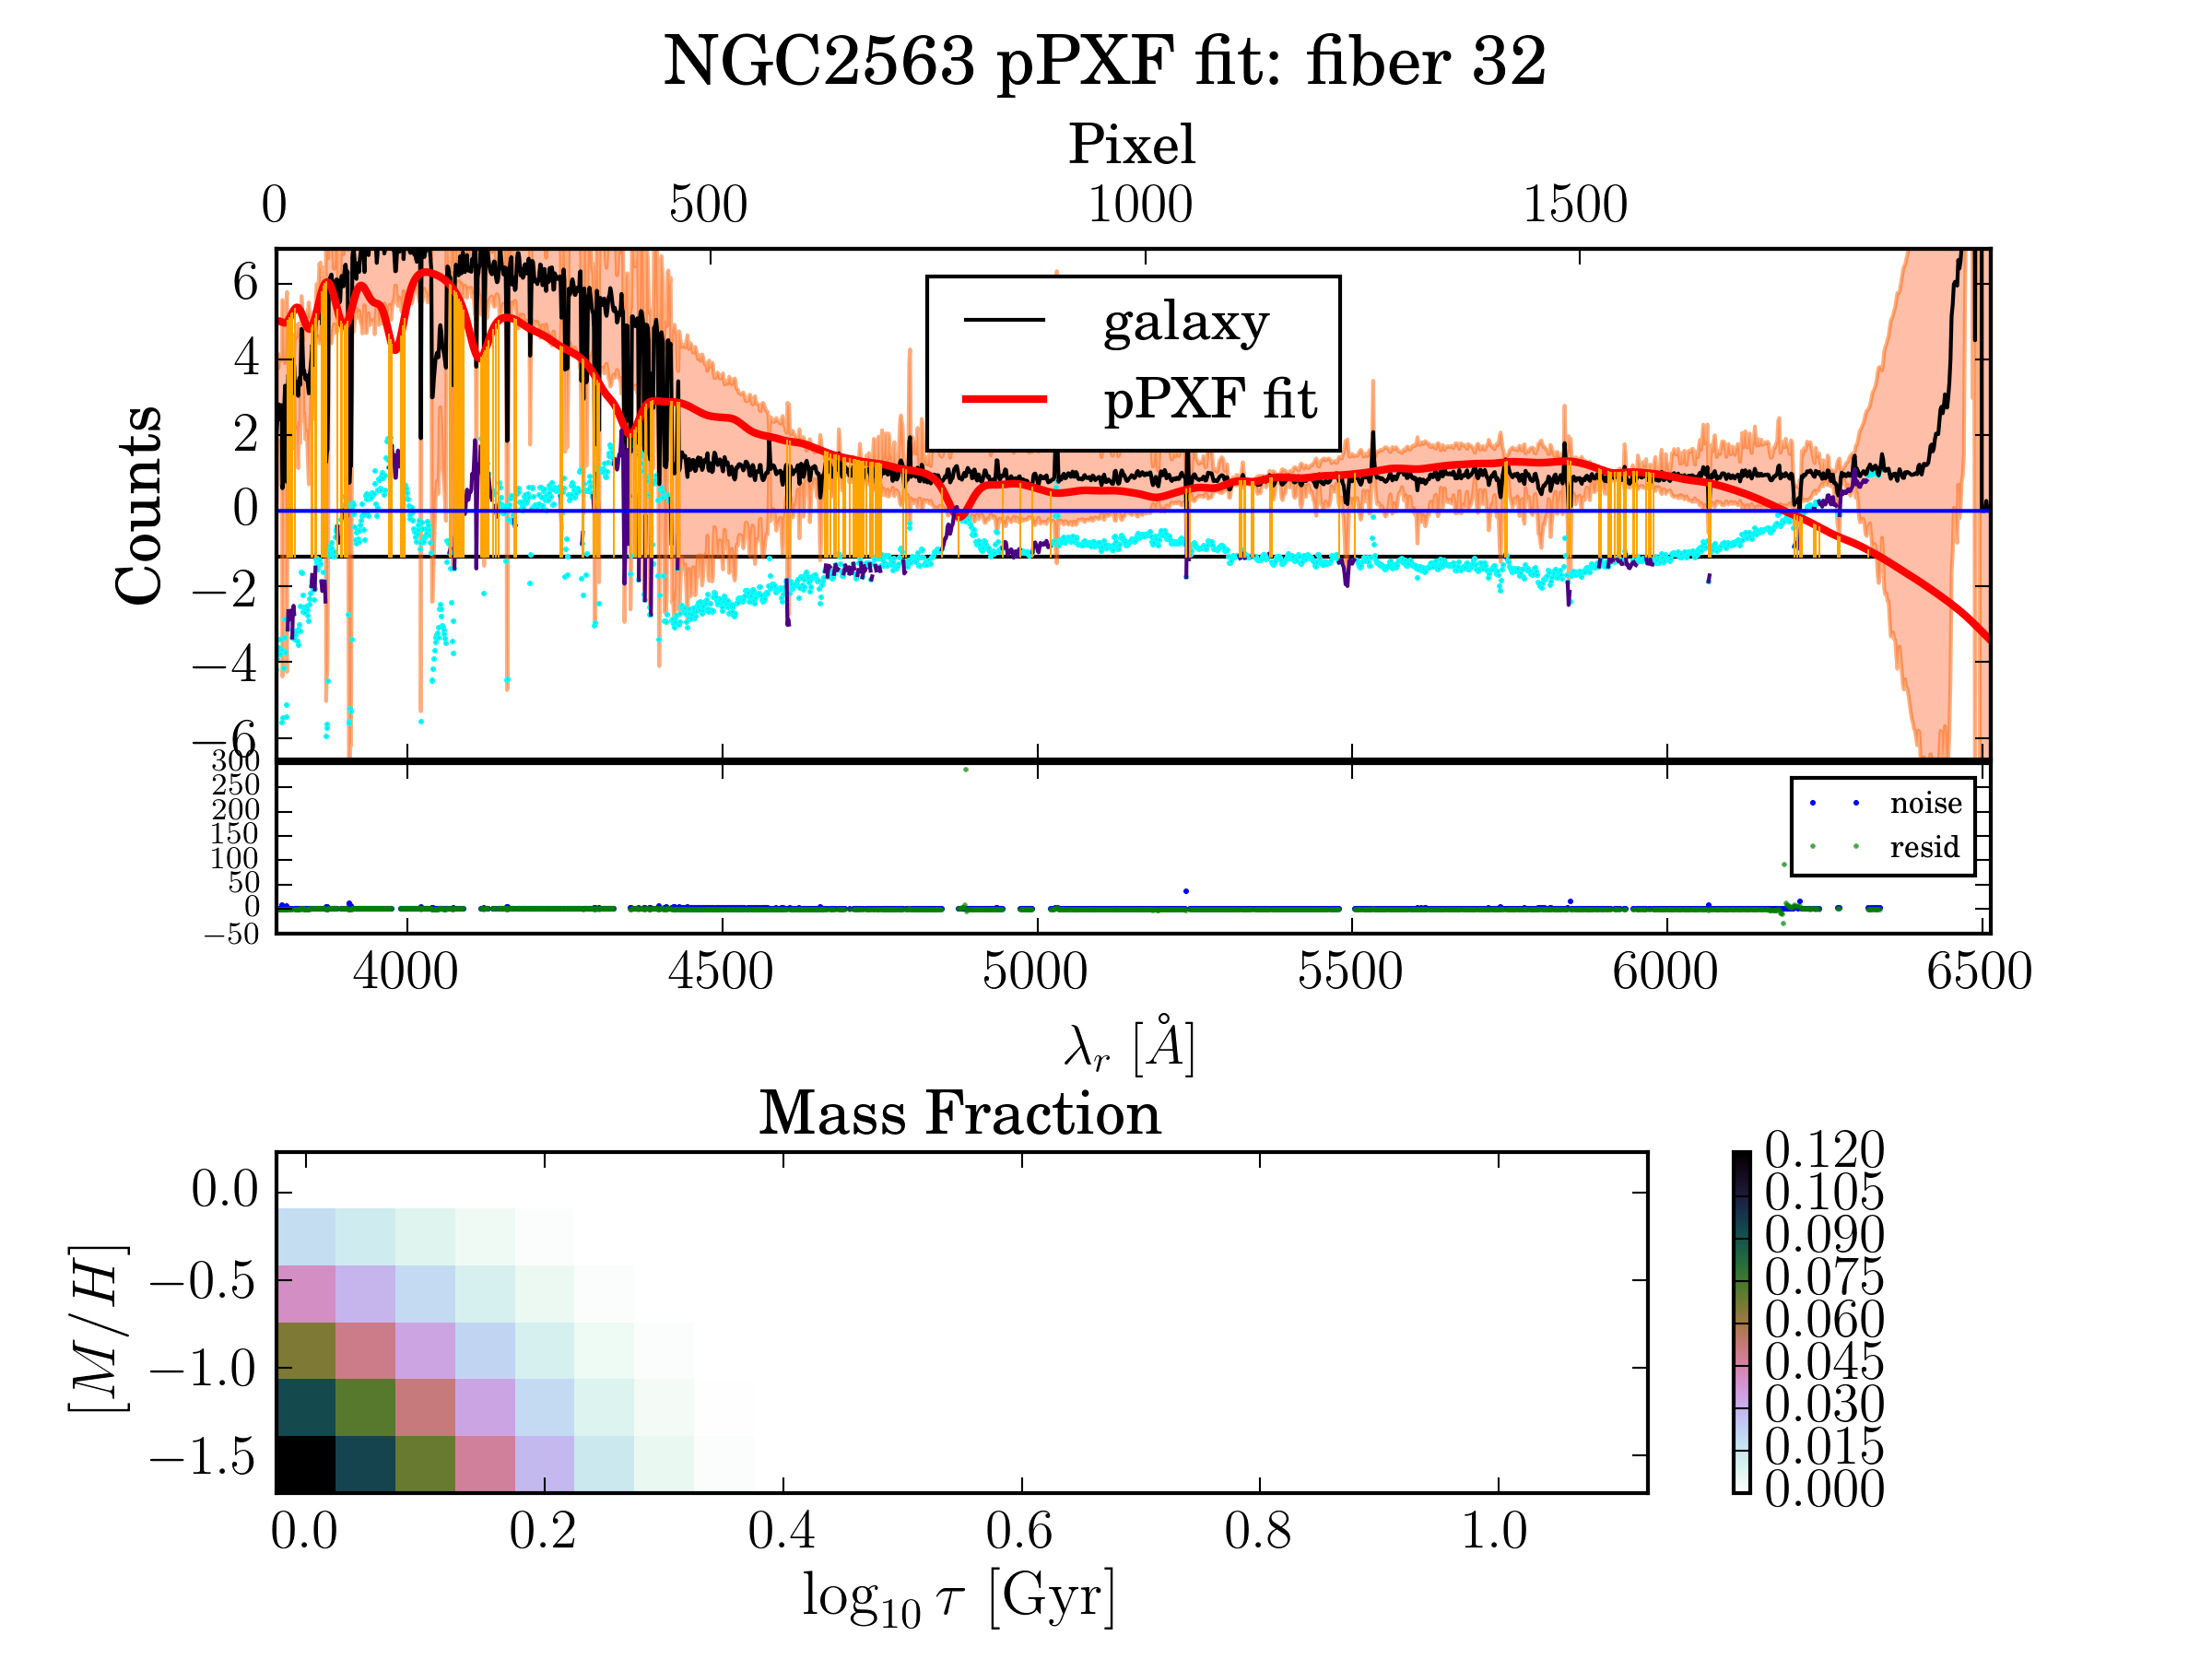 NGC2563 pPXF fit: fiber 32
Pixel
0 500 1000 1500
galaxy
pPXF fit
Counts
6
4
2
0
−2
−4
−6
300
250
200
150
100
50
0
−50
noise
resid
4000 4500 5000 5500 6000 6500
λr [Å]
Mass Fraction
[M/H]
0.0
−0.5
−1.0
−1.5
0.0 0.2 0.4 0.6 0.8 1.0
log10 τ [Gyr]
0.120
0.105
0.090
0.075
0.060
0.045
0.030
0.015
0.000